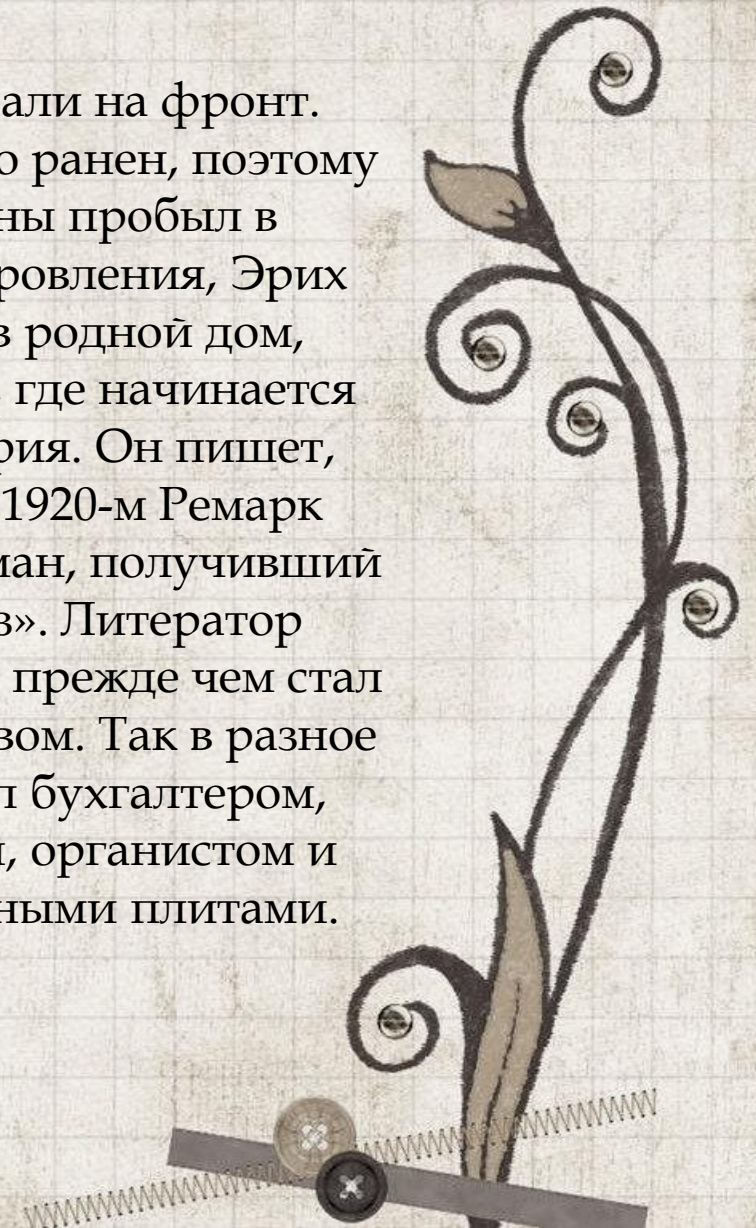 али на фронт.
о ранен, поэтому
ны пробыл в
ровления, Эрих
в родной дом,
где начинается
рия. Он пишет,
1920-м Ремарк
ман, получивший
в». Литератор
прежде чем стал
вом. Так в разное
л бухгалтером,
, органистом и
ными плитами.